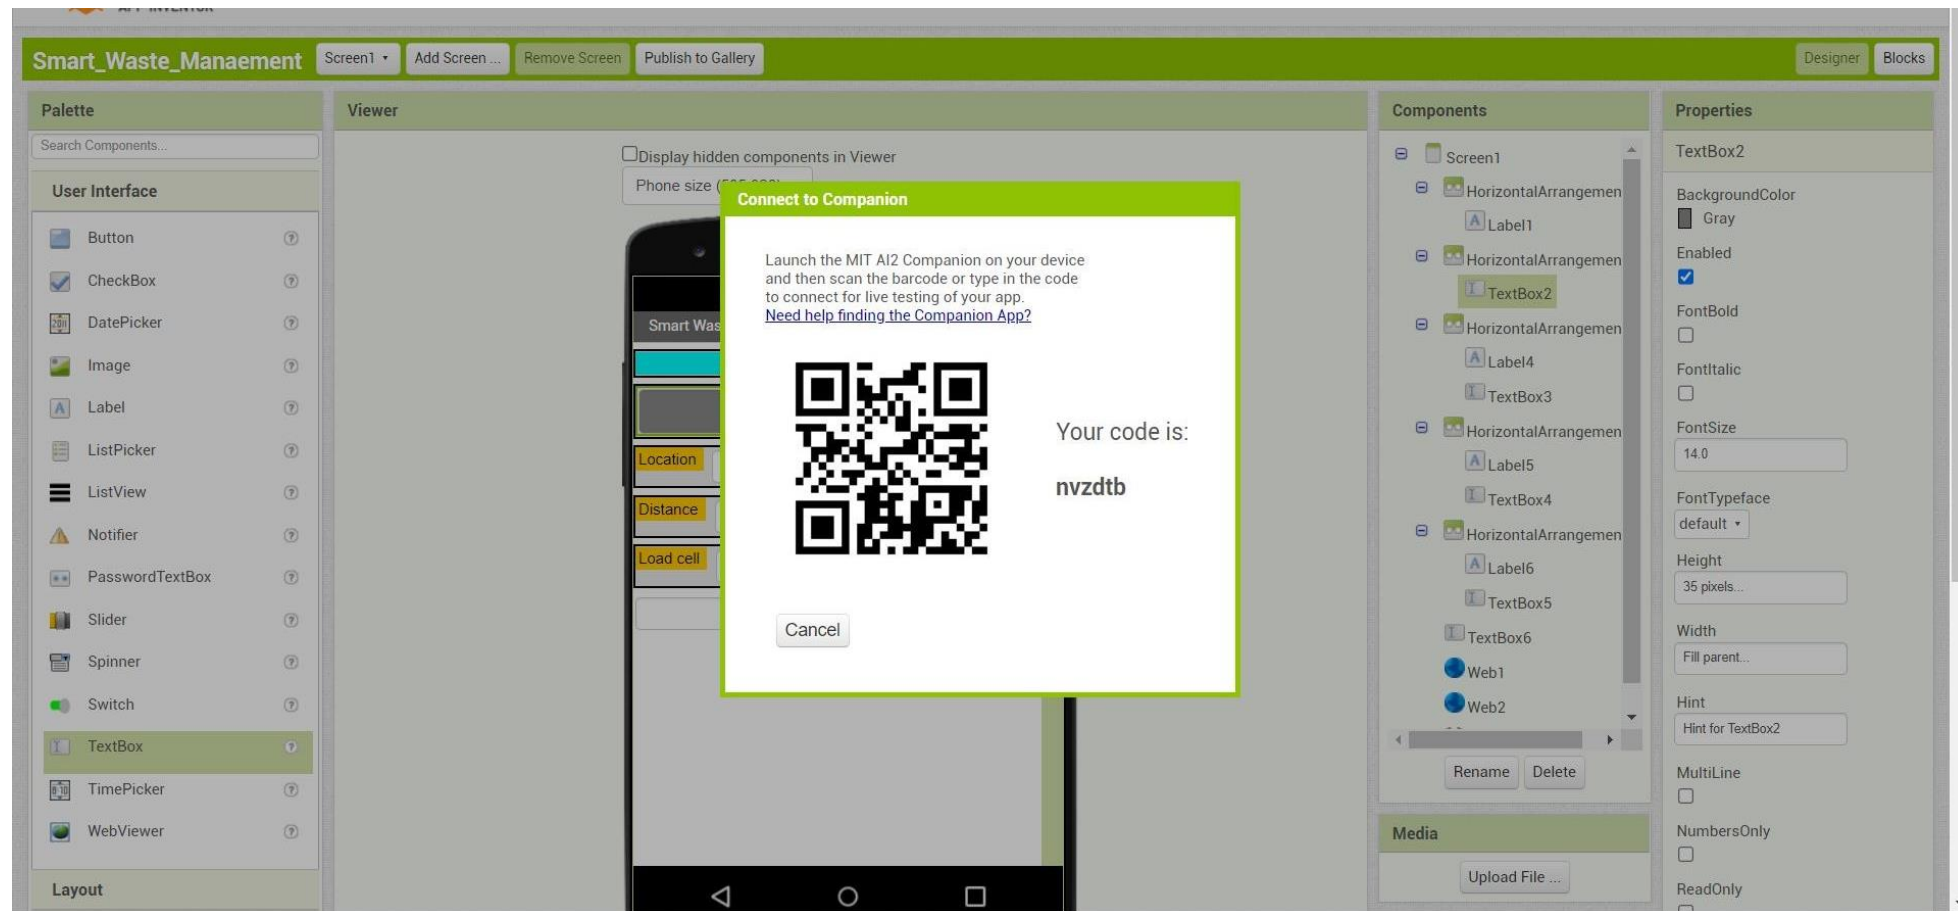 APP INVENTOR
Smart_Waste_Manaement
Screen1
Add Screen ...
Remove Screen
Publish to Gallery
Designer
Blocks
Palette
Search Components...
User Interface
Button
CheckBox
DatePicker
Image
Label
ListPicker
ListView
Notifier
PasswordTextBox
Slider
Spinner
Switch
TextBox
TimePicker
WebViewer
Layout
Viewer
Display hidden components in Viewer
Phone size
Smart Was
Location
Distance
Load cell
Connect to Companion
Launch the MIT AI2 Companion on your device
and then scan the barcode or type in the code
to connect for live testing of your app.
Need help finding the Companion App?
Your code is:
nvzdtb
Cancel
Components
Screen1
HorizontalArrangemen
Label1
HorizontalArrangemen
TextBox2
HorizontalArrangemen
Label4
TextBox3
HorizontalArrangemen
Label5
TextBox4
HorizontalArrangemen
Label6
TextBox5
TextBox6
Web1
Web2
Rename
Delete
Media
Upload File ...
Properties
TextBox2
BackgroundColor
Gray
Enabled
FontBold
FontItalic
FontSize
14.0
FontTypeface
default
Height
35 pixels...
Width
Fill parent...
Hint
Hint for TextBox2
MultiLine
NumbersOnly
ReadOnly